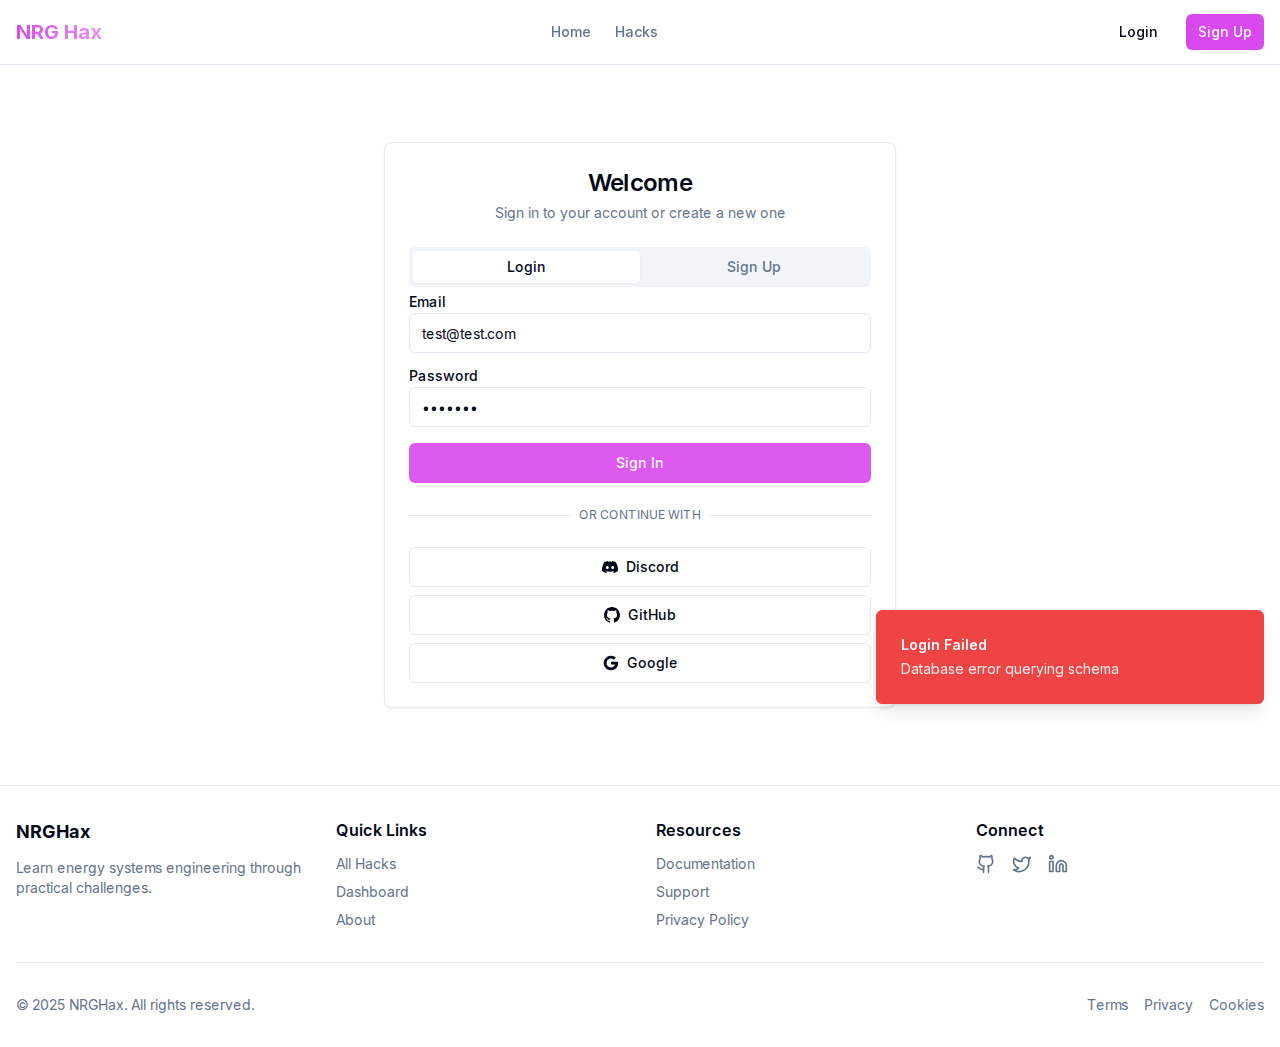 NRG Hax
Home
Hacks
Login
Sign Up
Welcome
Sign in to your account or create a new one
Login
Sign Up
Email
test@test.com
Password
•••••••
Sign In
OR CONTINUE WITH
Discord
GitHub
Google
Login Failed
Database error querying schema
NRGHax
Learn energy systems engineering through
practical challenges.
Quick Links
All Hacks
Dashboard
About
Resources
Documentation
Support
Privacy Policy
Connect
© 2025 NRGHax. All rights reserved.
Terms
Privacy
Cookies